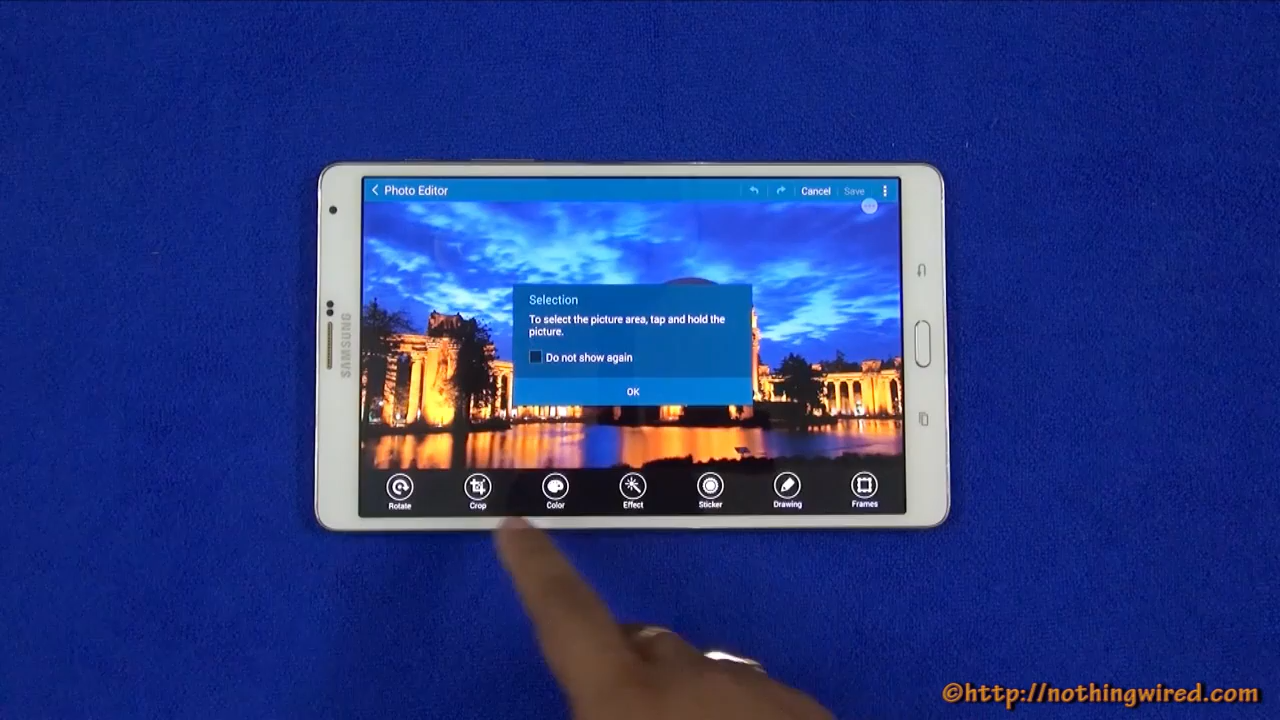 Photo Editor
Cancel
Save
Selection
To select the picture area, tap and hold the
picture.
Do not show again
OK
Rotate
Crop
Color
Effect
Sticker
Drawing
Frames
SAMSUNG
©http://nothingwired.com